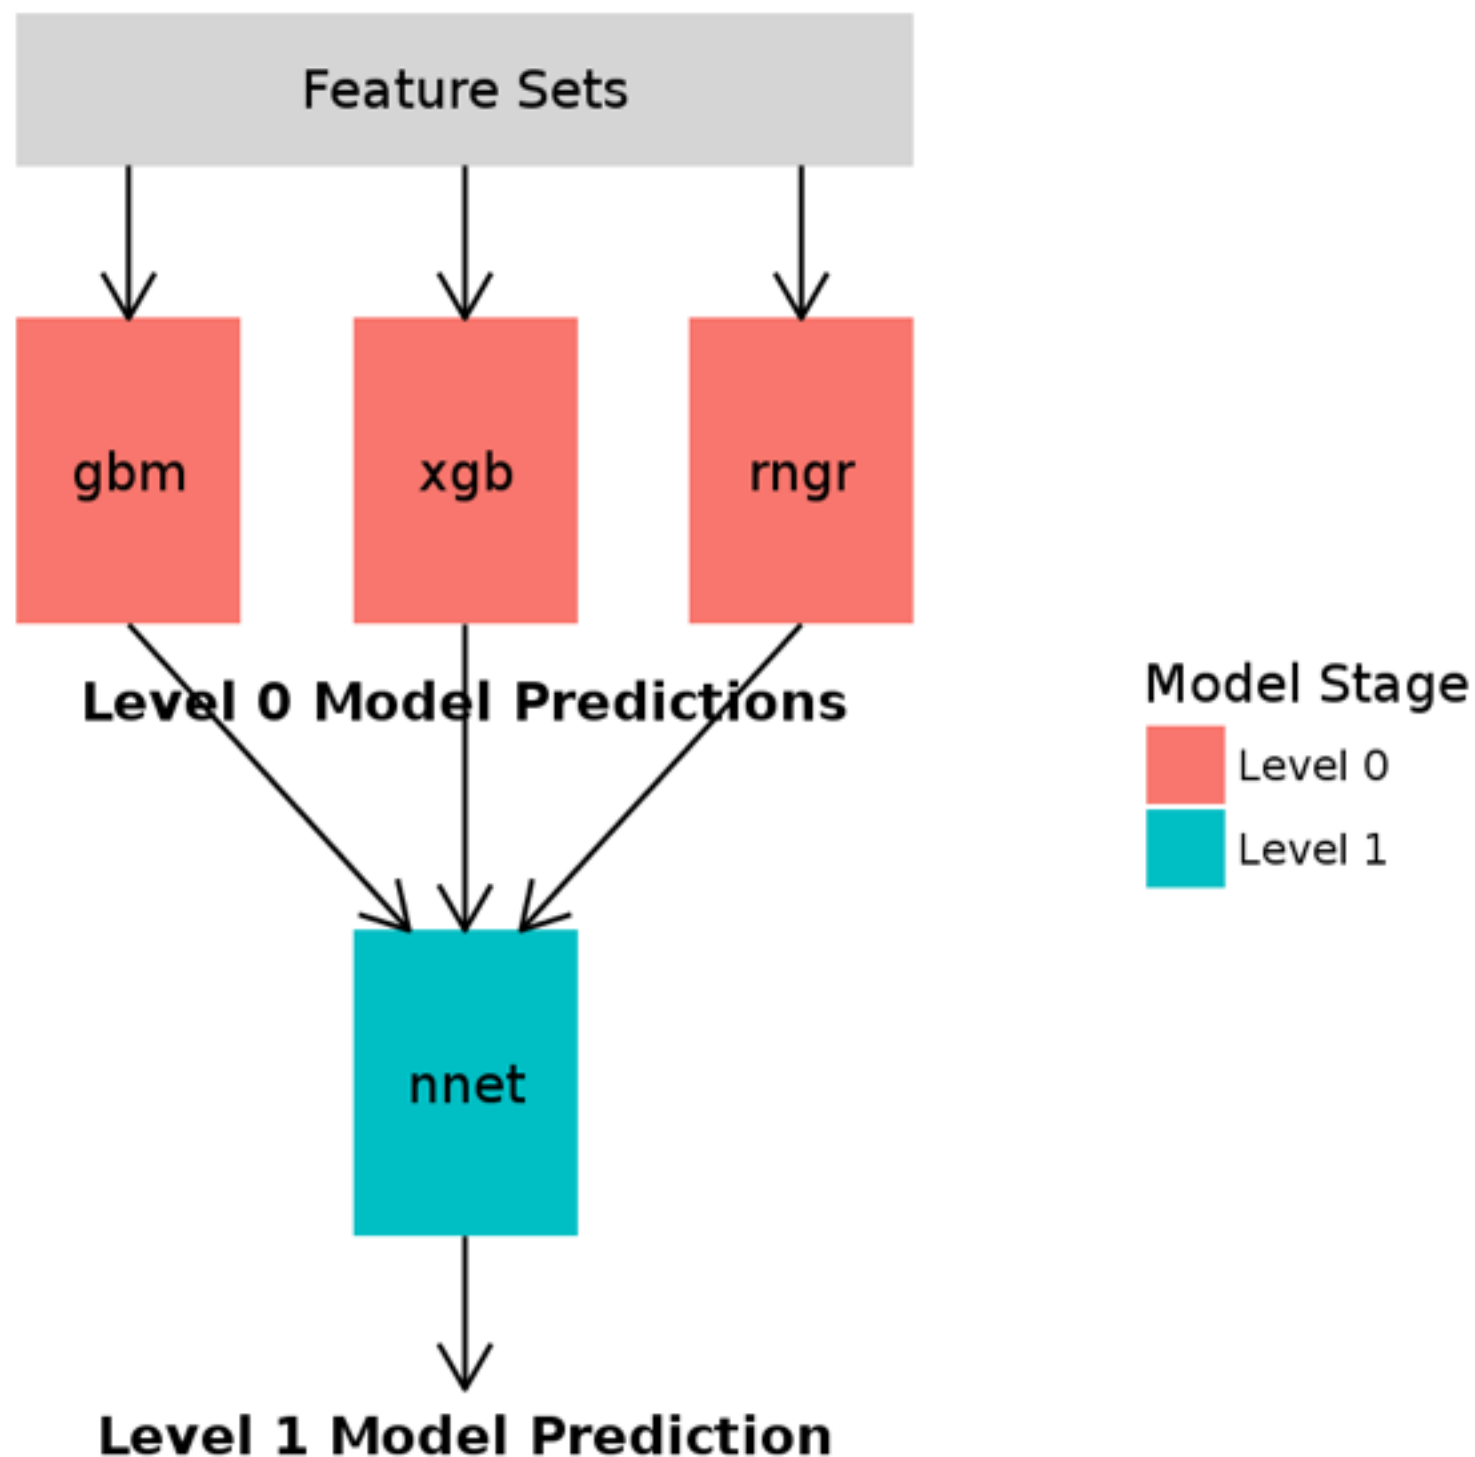 Feature Sets
gbm
xgb
rngr
Level 0 Model Predictions
Model Stage
Level 0
Level 1
nnet
Level 1 Model Prediction